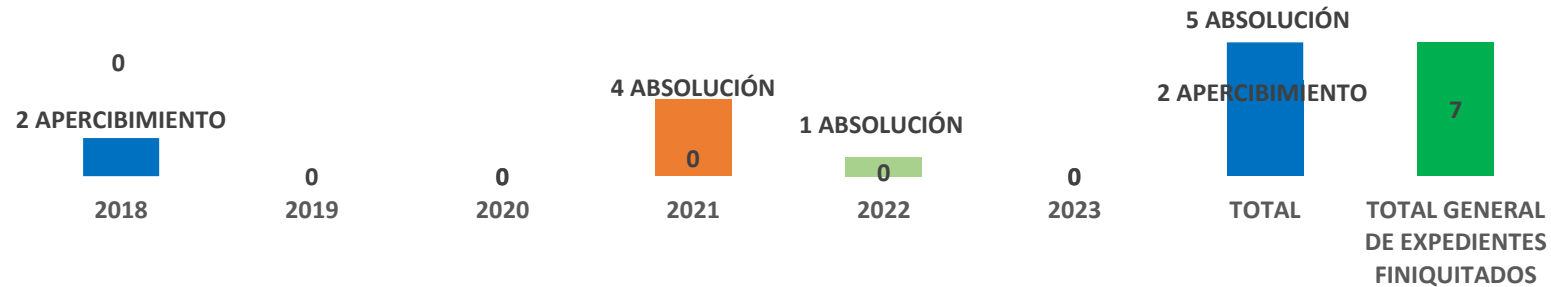 5 ABSOLUCIÓN
0
4 ABSOLUCIÓN
2 APERCIBIMIENTO
7
2 APERCIBIMIENTO
1 ABSOLUCIÓN
0
0
0
0
0
2018
2019
2020
2021
2022
2023
TOTAL
TOTAL GENERAL
DE EXPEDIENTES
FINIQUITADOS